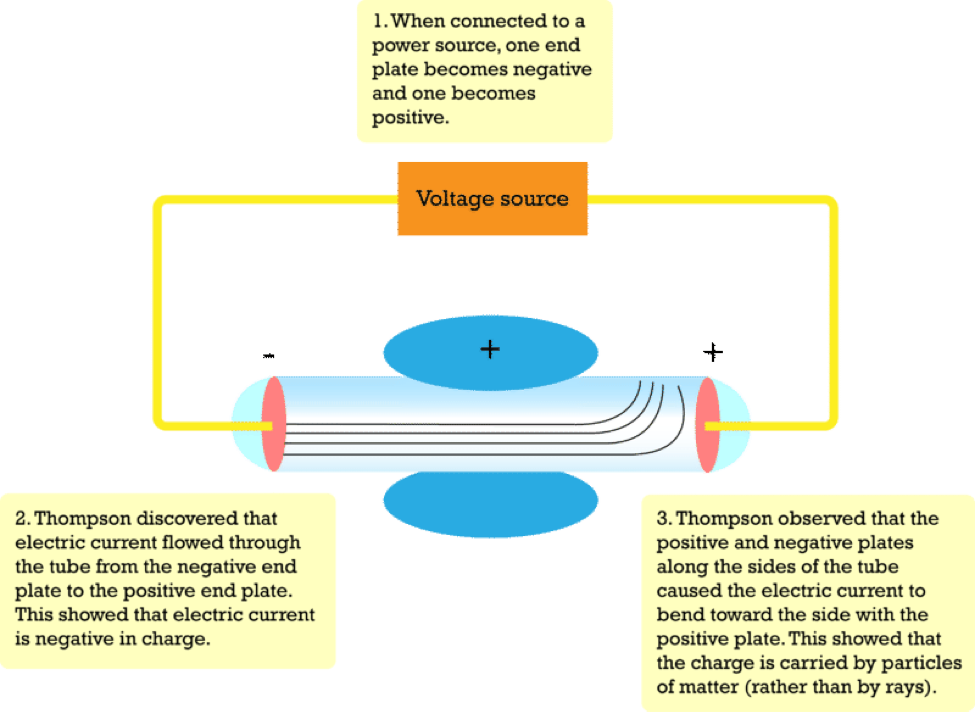 1. When connected to a
power source, one end
plate becomes negative
and one becomes
positive.
Voltage source
-
+
+
2. Thompson discovered that
electric current flowed through
the tube from the negative end
plate to the positive end plate.
This showed that electric current
is negative in charge.
3. Thompson observed that the
positive and negative plates
along the sides of the tube
caused the electric current to
bend toward the side with the
positive plate. This showed that
the charge is carried by particles
of matter (rather than by rays).